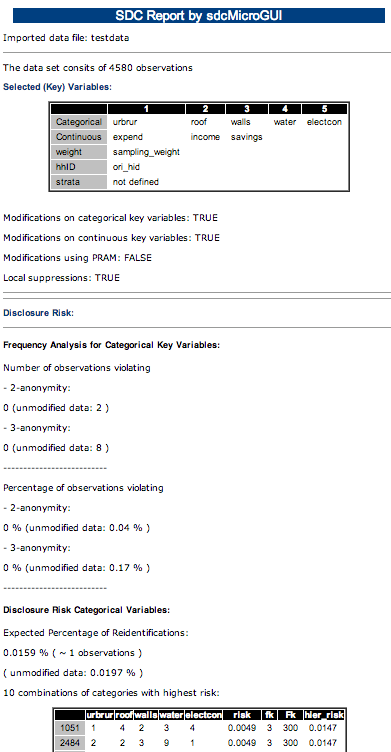 SDC Report by sdcMicroGUI
Imported data file: testdata
The data set consits of 4580 observations
Selected (Key) Variables:
1 2 3 4 5
Categorical urbrur roof walls water electcon
Continuous expend income savings
weight sampling_weight
hhID ori_hid
strata not defined
Modifications on categorical key variables: TRUE
Modifications on continuous key variables: TRUE
Modifications using PRAM: FALSE
Local suppressions: TRUE
Disclosure Risk:
Frequency Analysis for Categorical Key Variables:
Number of observations violating
- 2-anonymity:
0 (unmodified data: 2 )
- 3-anonymity:
0 (unmodified data: 8 )
--------------------------
Percentage of observations violating
- 2-anonymity:
0 % (unmodified data: 0.04 % )
- 3-anonymity:
0 % (unmodified data: 0.17 % )
--------------------------
Disclosure Risk Categorical Variables:
Expected Percentage of Reidentifications:
0.0159 % ( ~ 1 observations )
( unmodified data: 0.0197 % )
10 combinations of categories with highest risk:
urbrur roof walls water electcon risk fk Fk hier_risk
1051 1 4 2 3 4 0.0049 3 300 0.0147
2484 2 2 3 9 1 0.0049 3 300 0.0147